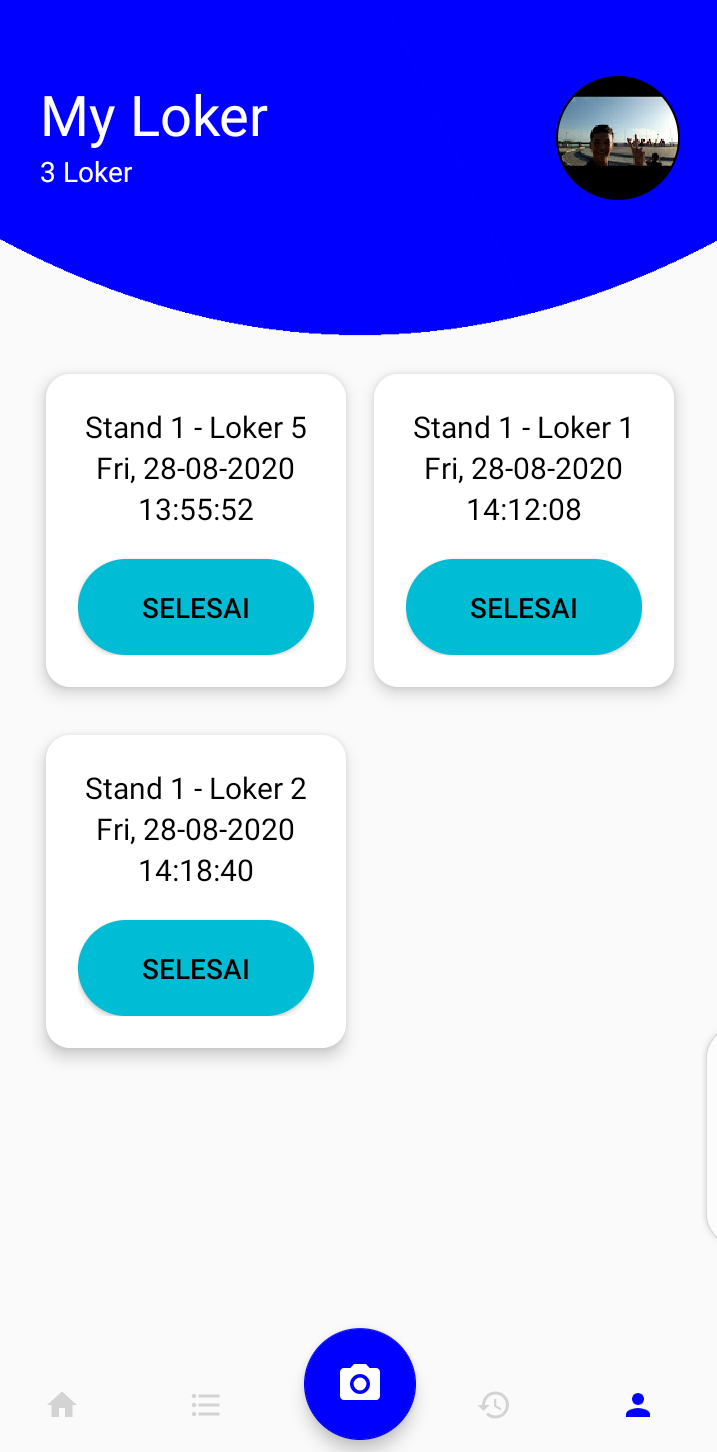 My Loker
3 Loker
Stand 1 - Loker 5
Fri, 28-08-2020
13:55:52
SELESAI
Stand 1 - Loker 1
Fri, 28-08-2020
14:12:08
SELESAI
Stand 1 - Loker 2
Fri, 28-08-2020
14:18:40
SELESAI